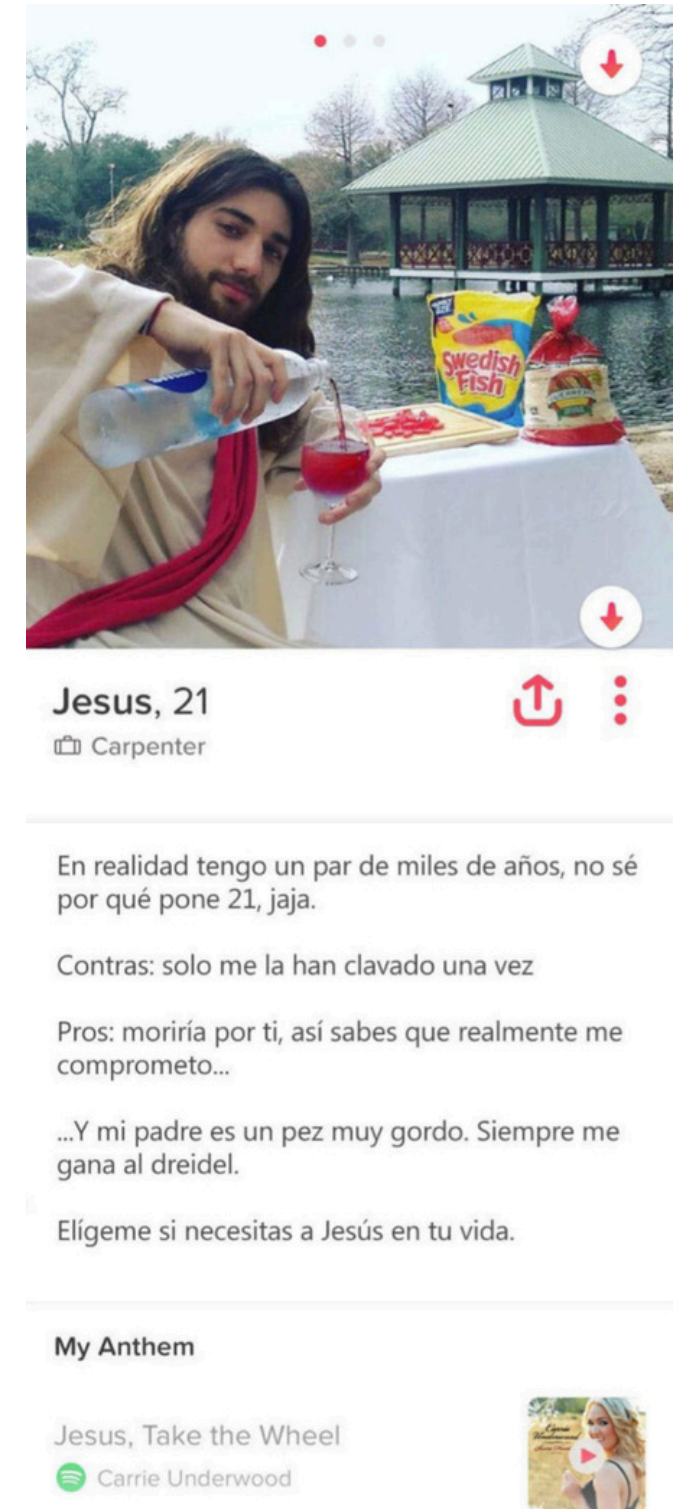 Swedish
Fish
Jesus, 21
Carpenter
En realidad tengo un par de miles de años, no sé
por qué pone 21, jaja.
Contras: solo me la han clavado una vez
Pros: moriría por ti, así sabes que realmente me
comprometo...
...Y mi padre es un pez muy gordo. Siempre me
gana al dreidel.
Elígeme si necesitas a Jesús en tu vida.
My Anthem
Jesus, Take the Wheel
Carrie Underwood
Carrie
Underwood